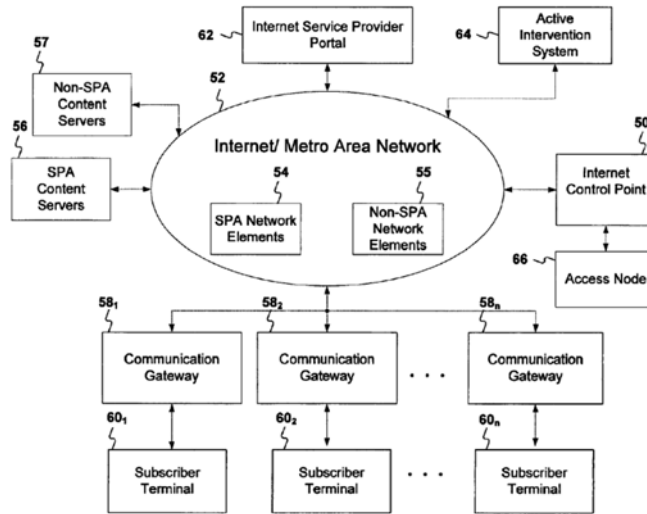 62
Internet Service Provider
Portal
64
Active
Intervention
System
57
Non-SPA
Content
Servers
52
56
SPA
Content
Servers
Internet/ Metro Area Network
54
SPA Network
Elements
55
Non-SPA
Network
Elements
50
Internet
Control Point
66
Access Node
58₁
Communication
Gateway
58₂
Communication
Gateway
. . .
58ₙ
Communication
Gateway
60₁
Subscriber
Terminal
60₂
Subscriber
Terminal
. . .
60ₙ
Subscriber
Terminal